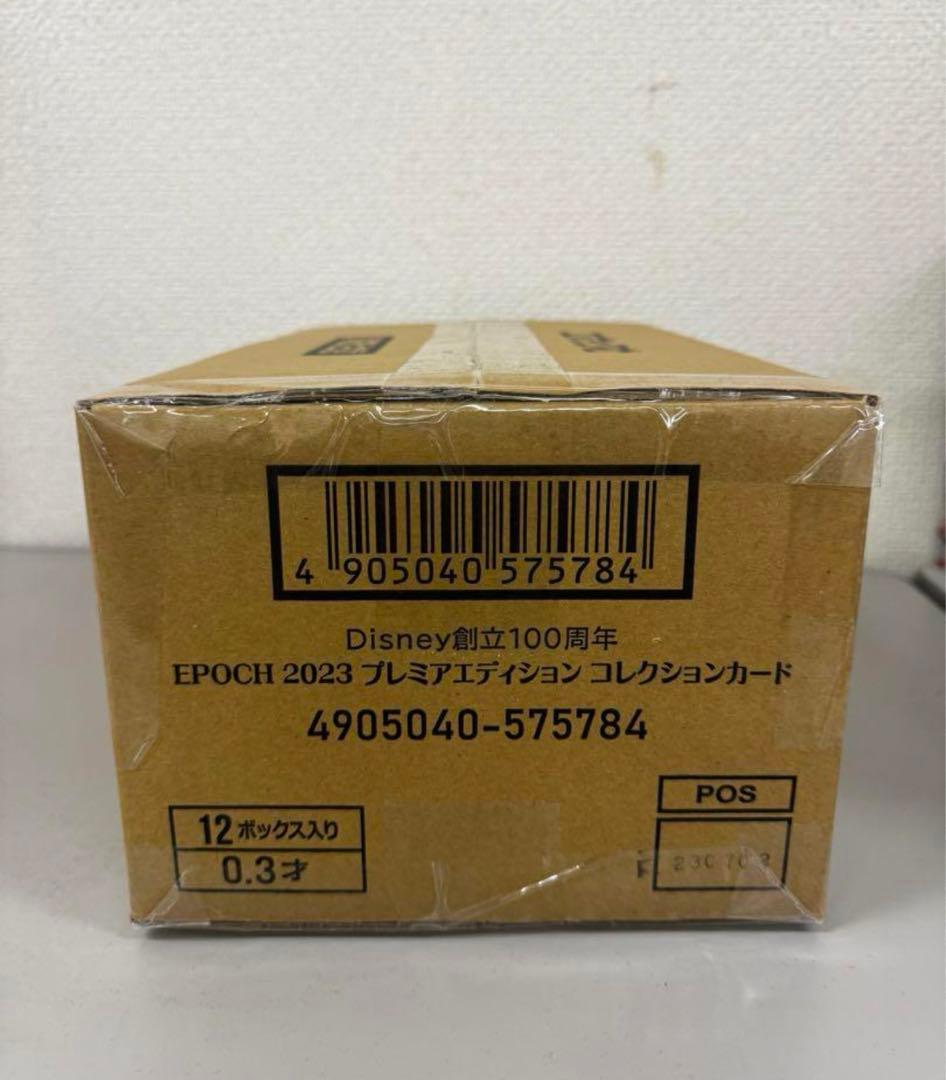 4 905040 575784
Disney創立100周年
EPOCH 2023 プレミアエディション コレクションカード
4905040-575784
POS
12ボックス入り
0.3才